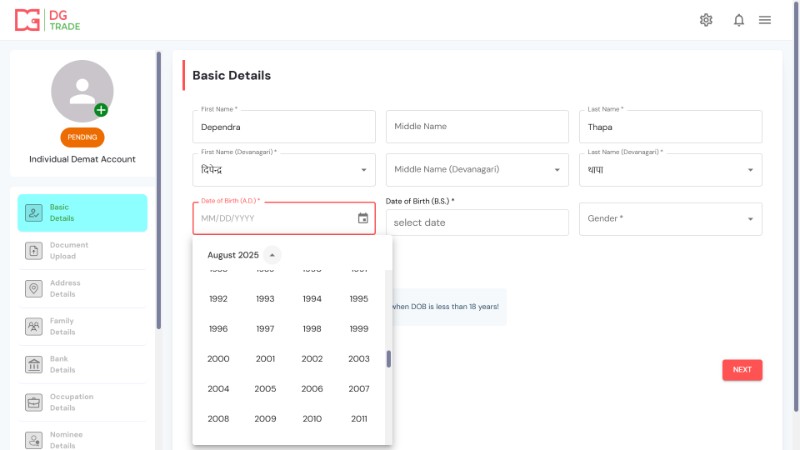 DG
TRADE
PENDING
Individual Demat Account
Basic
Details
Document
Upload
Address
Details
Family
Details
Bank
Details
Occupation
Details
Nominee
Details
Basic Details
First Name *
Dependra
Middle Name
Last Name *
Thapa
First Name (Devanagari) *
दिपेन्द्र
Middle Name (Devanagari)
Last Name (Devanagari) *
थापा
Date of Birth (A.D.) *
MM/DD/YYYY
Date of Birth (B.S.) *
select date
Gender *
August 2025
1992 1993 1994 1995
1996 1997 1998 1999
2000 2001 2002 2003
2004 2005 2006 2007
2008 2009 2010 2011
when DOB is less than 18 years!
NEXT